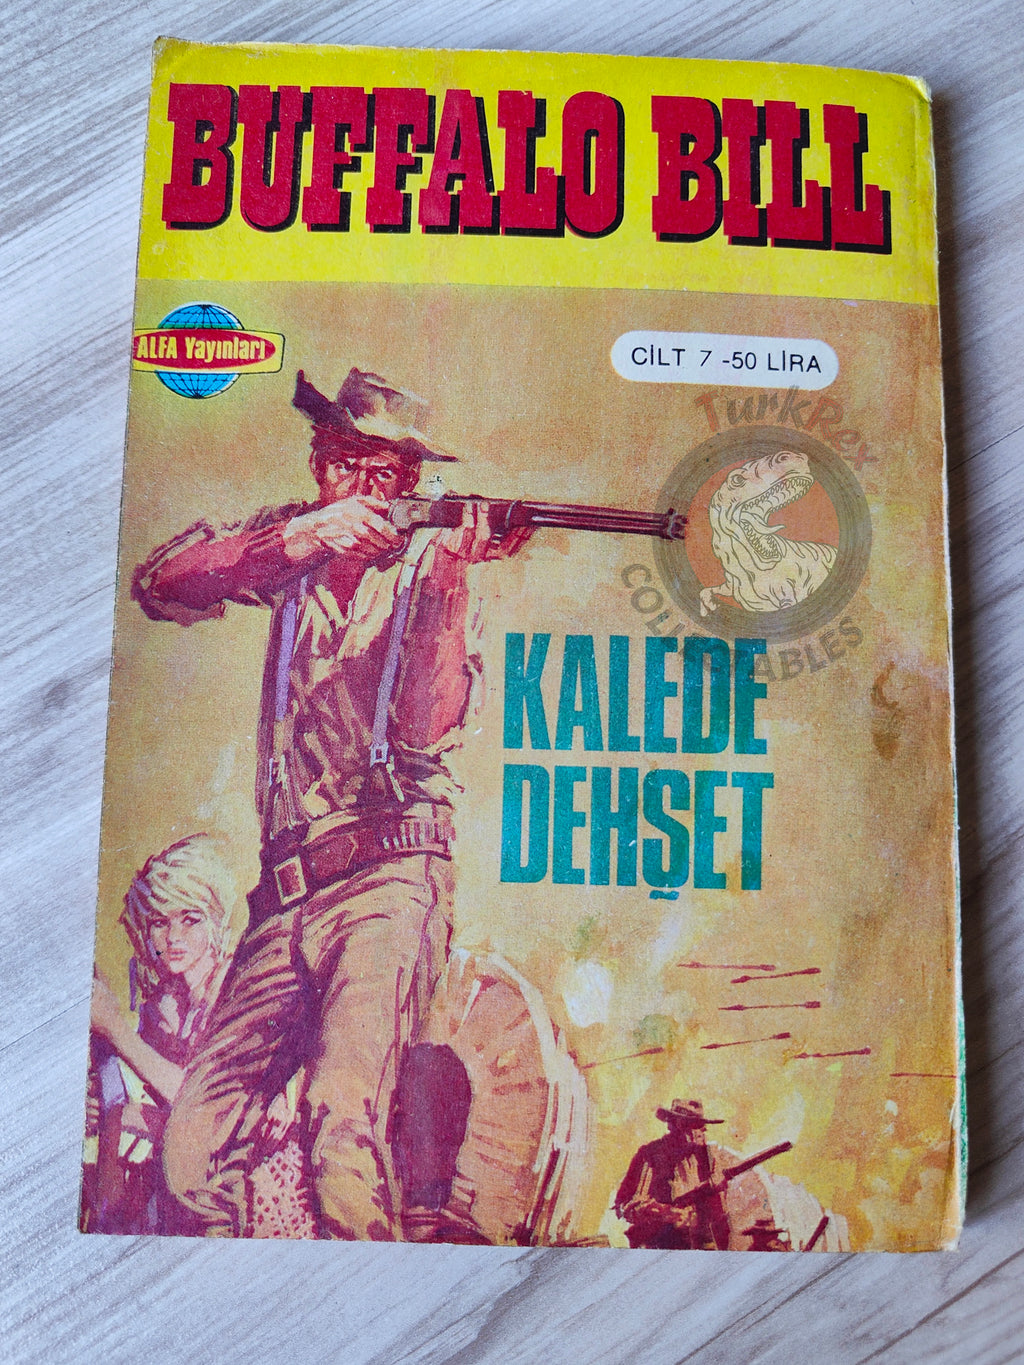 BUFFALO BILL
ALFA Yayınları
CİLT 7 -50 LİRA
TurkRex
COLLECTABLES
KALEDE
DEHŞET